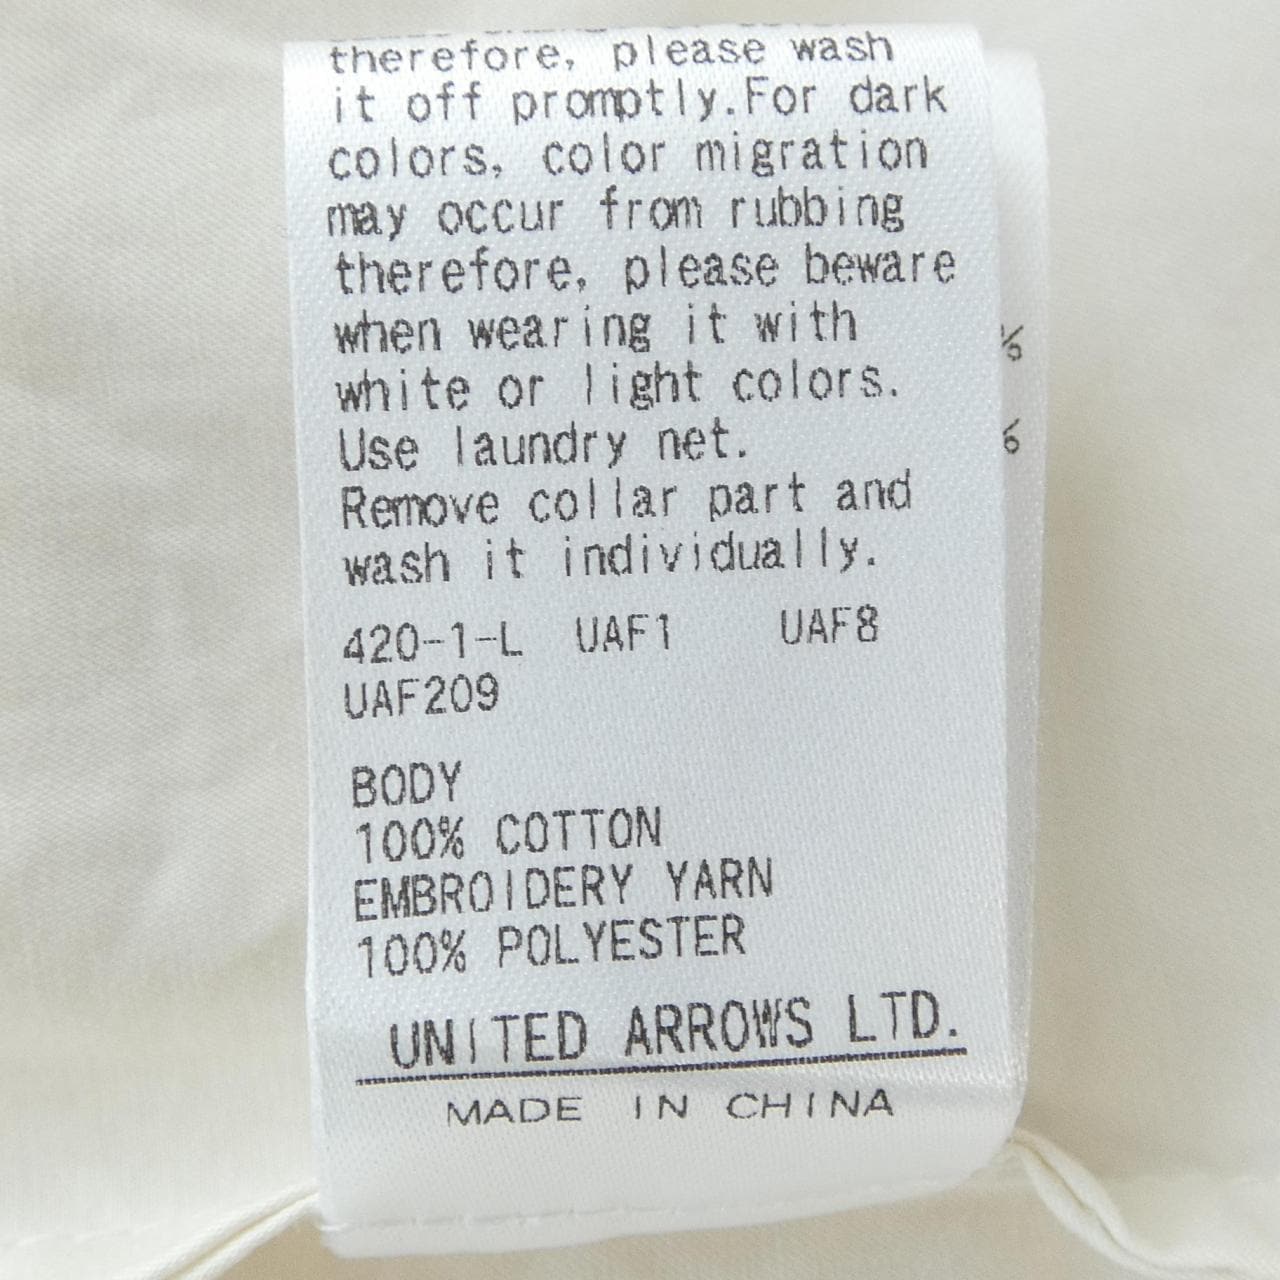 therefore, please wash
it off promptly.For dark
colors, color migration
may occur from rubbing
therefore, please beware
when wearing it with
white or light colors.
Use laundry net.
Remove collar part and
wash it individually.
420-1-L UAF1 UAF8
UAF209
BODY
100% COTTON
EMBROIDERY YARN
100% POLYESTER
UNITED ARROWS LTD.
MADE IN CHINA
%